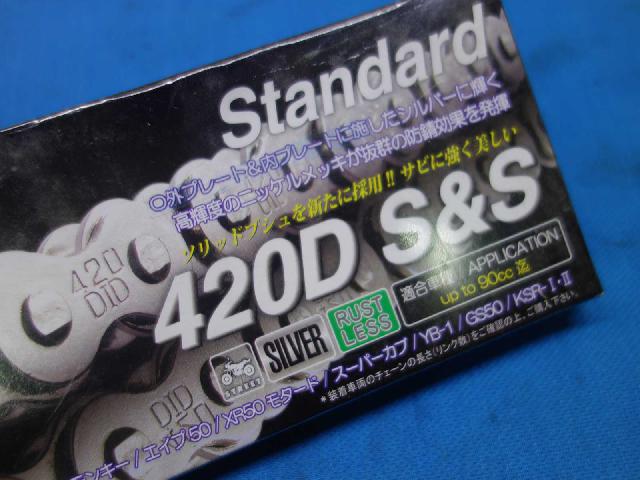 Standard
○外プレート&内プレートに施したシルバーに輝く
高輝度のニッケルメッキが抜群の防錆効果を発揮
ソリッドブシュを新たに採用!! サビに強く美しい
420D S&S
適合車種 / APPLICATION
up to 90cc 迄
STREET
SILVER
RUST
LESS
モンキー / エイプ50 / XR50 モタード / スーパーカブ / YB-1 / GS50 / KSR-I・II
*装着車両のチェーンの長さ(リンク数)をご確認の上、ご購入下さい。
420
DID
DID